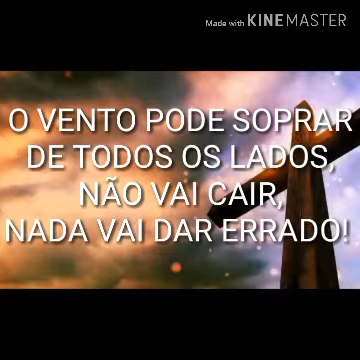 Made with KINEMASTER
O VENTO PODE SOPRAR
DE TODOS OS LADOS,
NÃO VAI CAIR,
NADA VAI DAR ERRADO!